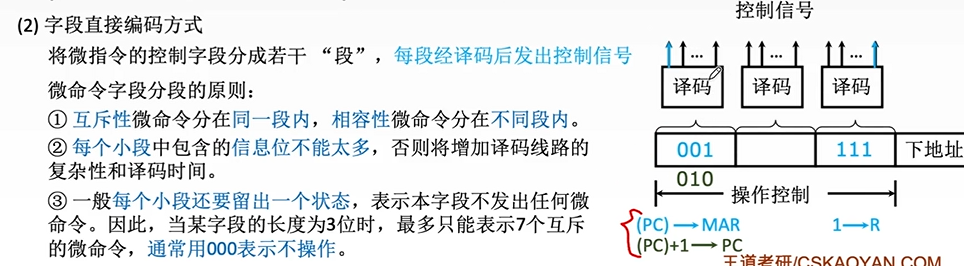 控制信号
(2) 字段直接编码方式
将微指令的控制字段分成若干 “段”，每段经译码后发出控制信号
微命令字段分段的原则：
① 互斥性微命令分在同一段内，相容性微命令分在不同段内。
② 每个小段中包含的信息位不能太多，否则将增加译码线路的
复杂性和译码时间。
③ 一般每个小段还要留出一个状态，表示本字段不发出任何微
命令。因此，当某字段的长度为3位时，最多只能表示7个互斥
的微命令，通常用000表示不操作。
... ... ...
译码 译码 译码
001 111 下地址
010
操作控制
(PC) → MAR 1→R
(PC)+1 → PC
王道考研/CSKAOYAN.COM